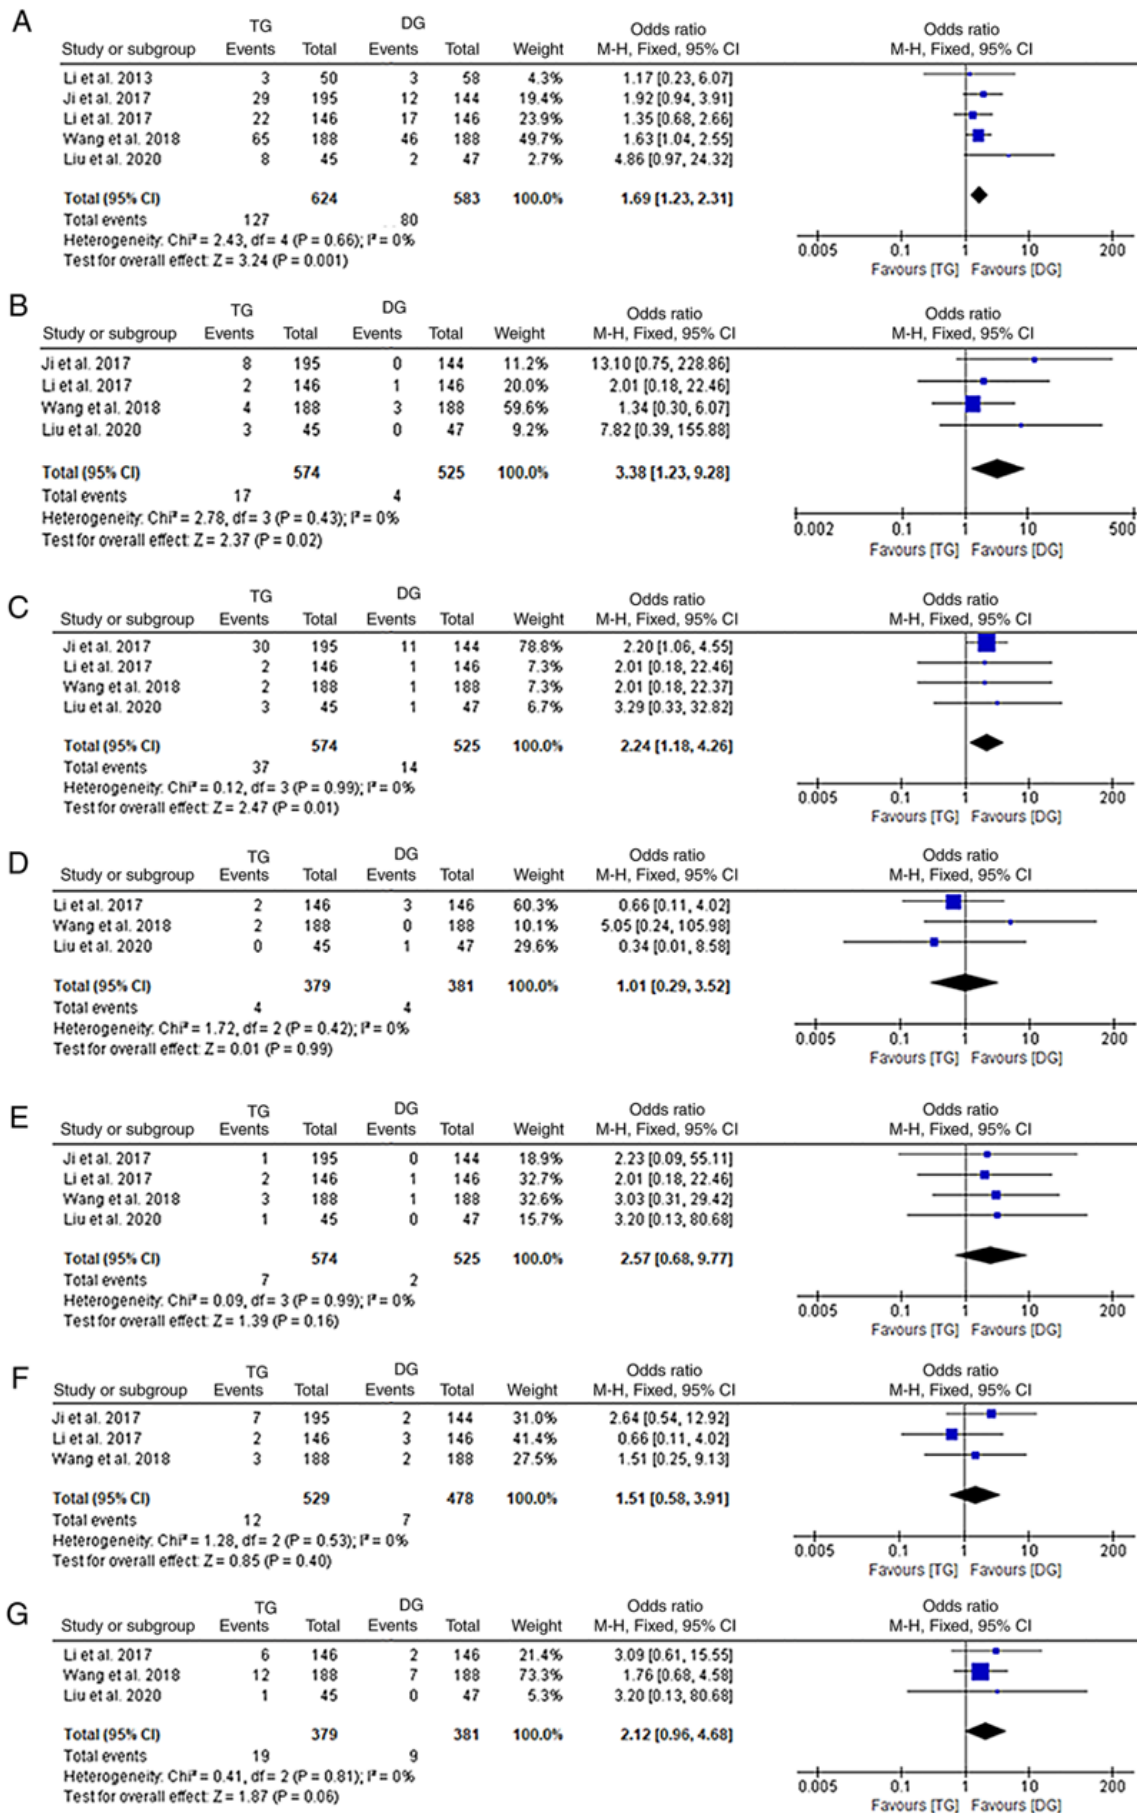 A
TG DG Odds ratio Odds ratio
Study or subgroup Events Total Events Total Weight M-H, Fixed, 95% CI M-H, Fixed, 95% CI
Li et al. 2013 3 50 3 58 4.3% 1.17 [0.23, 6.07]
Ji et al. 2017 29 195 12 144 19.4% 1.92 [0.94, 3.91]
Li et al. 2017 22 146 17 146 23.9% 1.35 [0.68, 2.66]
Wang et al. 2018 65 188 46 188 49.7% 1.63 [1.04, 2.55]
Liu et al. 2020 8 45 2 47 2.7% 4.86 [0.97, 24.32]
Total (95% CI) 624 583 100.0% 1.69 [1.23, 2.31]
Total events 127 80
Heterogeneity: Chi² = 2.43, df = 4 (P = 0.66); I² = 0%
Test for overall effect: Z = 3.24 (P = 0.001)
0.005 0.1 1 10 200
Favours [TG] Favours [DG]
B
TG DG Odds ratio Odds ratio
Study or subgroup Events Total Events Total Weight M-H, Fixed, 95% CI M-H, Fixed, 95% CI
Ji et al. 2017 8 195 0 144 11.2% 13.10 [0.75, 228.86]
Li et al. 2017 2 146 1 146 20.0% 2.01 [0.18, 22.46]
Wang et al. 2018 4 188 3 188 59.6% 1.34 [0.30, 6.07]
Liu et al. 2020 3 45 0 47 9.2% 7.82 [0.39, 155.88]
Total (95% CI) 574 525 100.0% 3.38 [1.23, 9.28]
Total events 17 4
Heterogeneity: Chi² = 2.78, df = 3 (P = 0.43); I² = 0%
Test for overall effect: Z = 2.37 (P = 0.02)
0.002 0.1 1 10 500
Favours [TG] Favours [DG]
C
TG DG Odds ratio Odds ratio
Study or subgroup Events Total Events Total Weight M-H, Fixed, 95% CI M-H, Fixed, 95% CI
Ji et al. 2017 30 195 11 144 78.8% 2.20 [1.06, 4.55]
Li et al. 2017 2 146 1 146 7.3% 2.01 [0.18, 22.46]
Wang et al. 2018 2 188 1 188 7.3% 2.01 [0.18, 22.37]
Liu et al. 2020 3 45 1 47 6.7% 3.29 [0.33, 32.82]
Total (95% CI) 574 525 100.0% 2.24 [1.18, 4.26]
Total events 37 14
Heterogeneity: Chi² = 0.12, df = 3 (P = 0.99); I² = 0%
Test for overall effect: Z = 2.47 (P = 0.01)
0.005 0.1 1 10 200
Favours [TG] Favours [DG]
D
TG DG Odds ratio Odds ratio
Study or subgroup Events Total Events Total Weight M-H, Fixed, 95% CI M-H, Fixed, 95% CI
Li et al. 2017 2 146 3 146 60.3% 0.66 [0.11, 4.02]
Wang et al. 2018 2 188 0 188 10.1% 5.05 [0.24, 105.98]
Liu et al. 2020 0 45 1 47 29.6% 0.34 [0.01, 8.58]
Total (95% CI) 379 381 100.0% 1.01 [0.29, 3.52]
Total events 4 4
Heterogeneity: Chi² = 1.72, df = 2 (P = 0.42); I² = 0%
Test for overall effect: Z = 0.01 (P = 0.99)
0.005 0.1 1 10 200
Favours [TG] Favours [DG]
E
TG DG Odds ratio Odds ratio
Study or subgroup Events Total Events Total Weight M-H, Fixed, 95% CI M-H, Fixed, 95% CI
Ji et al. 2017 1 195 0 144 18.9% 2.23 [0.09, 55.11]
Li et al. 2017 2 146 1 146 32.7% 2.01 [0.18, 22.46]
Wang et al. 2018 3 188 1 188 32.6% 3.03 [0.31, 29.42]
Liu et al. 2020 1 45 0 47 15.7% 3.20 [0.13, 80.68]
Total (95% CI) 574 525 100.0% 2.57 [0.68, 9.77]
Total events 7 2
Heterogeneity: Chi² = 0.09, df = 3 (P = 0.99); I² = 0%
Test for overall effect: Z = 1.39 (P = 0.16)
0.005 0.1 1 10 200
Favours [TG] Favours [DG]
F
TG DG Odds ratio Odds ratio
Study or subgroup Events Total Events Total Weight M-H, Fixed, 95% CI M-H, Fixed, 95% CI
Ji et al. 2017 7 195 2 144 31.0% 2.64 [0.54, 12.92]
Li et al. 2017 2 146 3 146 41.4% 0.66 [0.11, 4.02]
Wang et al. 2018 3 188 2 188 27.5% 1.51 [0.25, 9.13]
Total (95% CI) 529 478 100.0% 1.51 [0.58, 3.91]
Total events 12 7
Heterogeneity: Chi² = 1.28, df = 2 (P = 0.53); I² = 0%
Test for overall effect: Z = 0.85 (P = 0.40)
0.005 0.1 1 10 200
Favours [TG] Favours [DG]
G
TG DG Odds ratio Odds ratio
Study or subgroup Events Total Events Total Weight M-H, Fixed, 95% CI M-H, Fixed, 95% CI
Li et al. 2017 6 146 2 146 21.4% 3.09 [0.61, 15.55]
Wang et al. 2018 12 188 7 188 73.3% 1.76 [0.68, 4.58]
Liu et al. 2020 1 45 0 47 5.3% 3.20 [0.13, 80.68]
Total (95% CI) 379 381 100.0% 2.12 [0.96, 4.68]
Total events 19 9
Heterogeneity: Chi² = 0.41, df = 2 (P = 0.81); I² = 0%
Test for overall effect: Z = 1.87 (P = 0.06)
0.005 0.1 1 10 200
Favours [TG] Favours [DG]